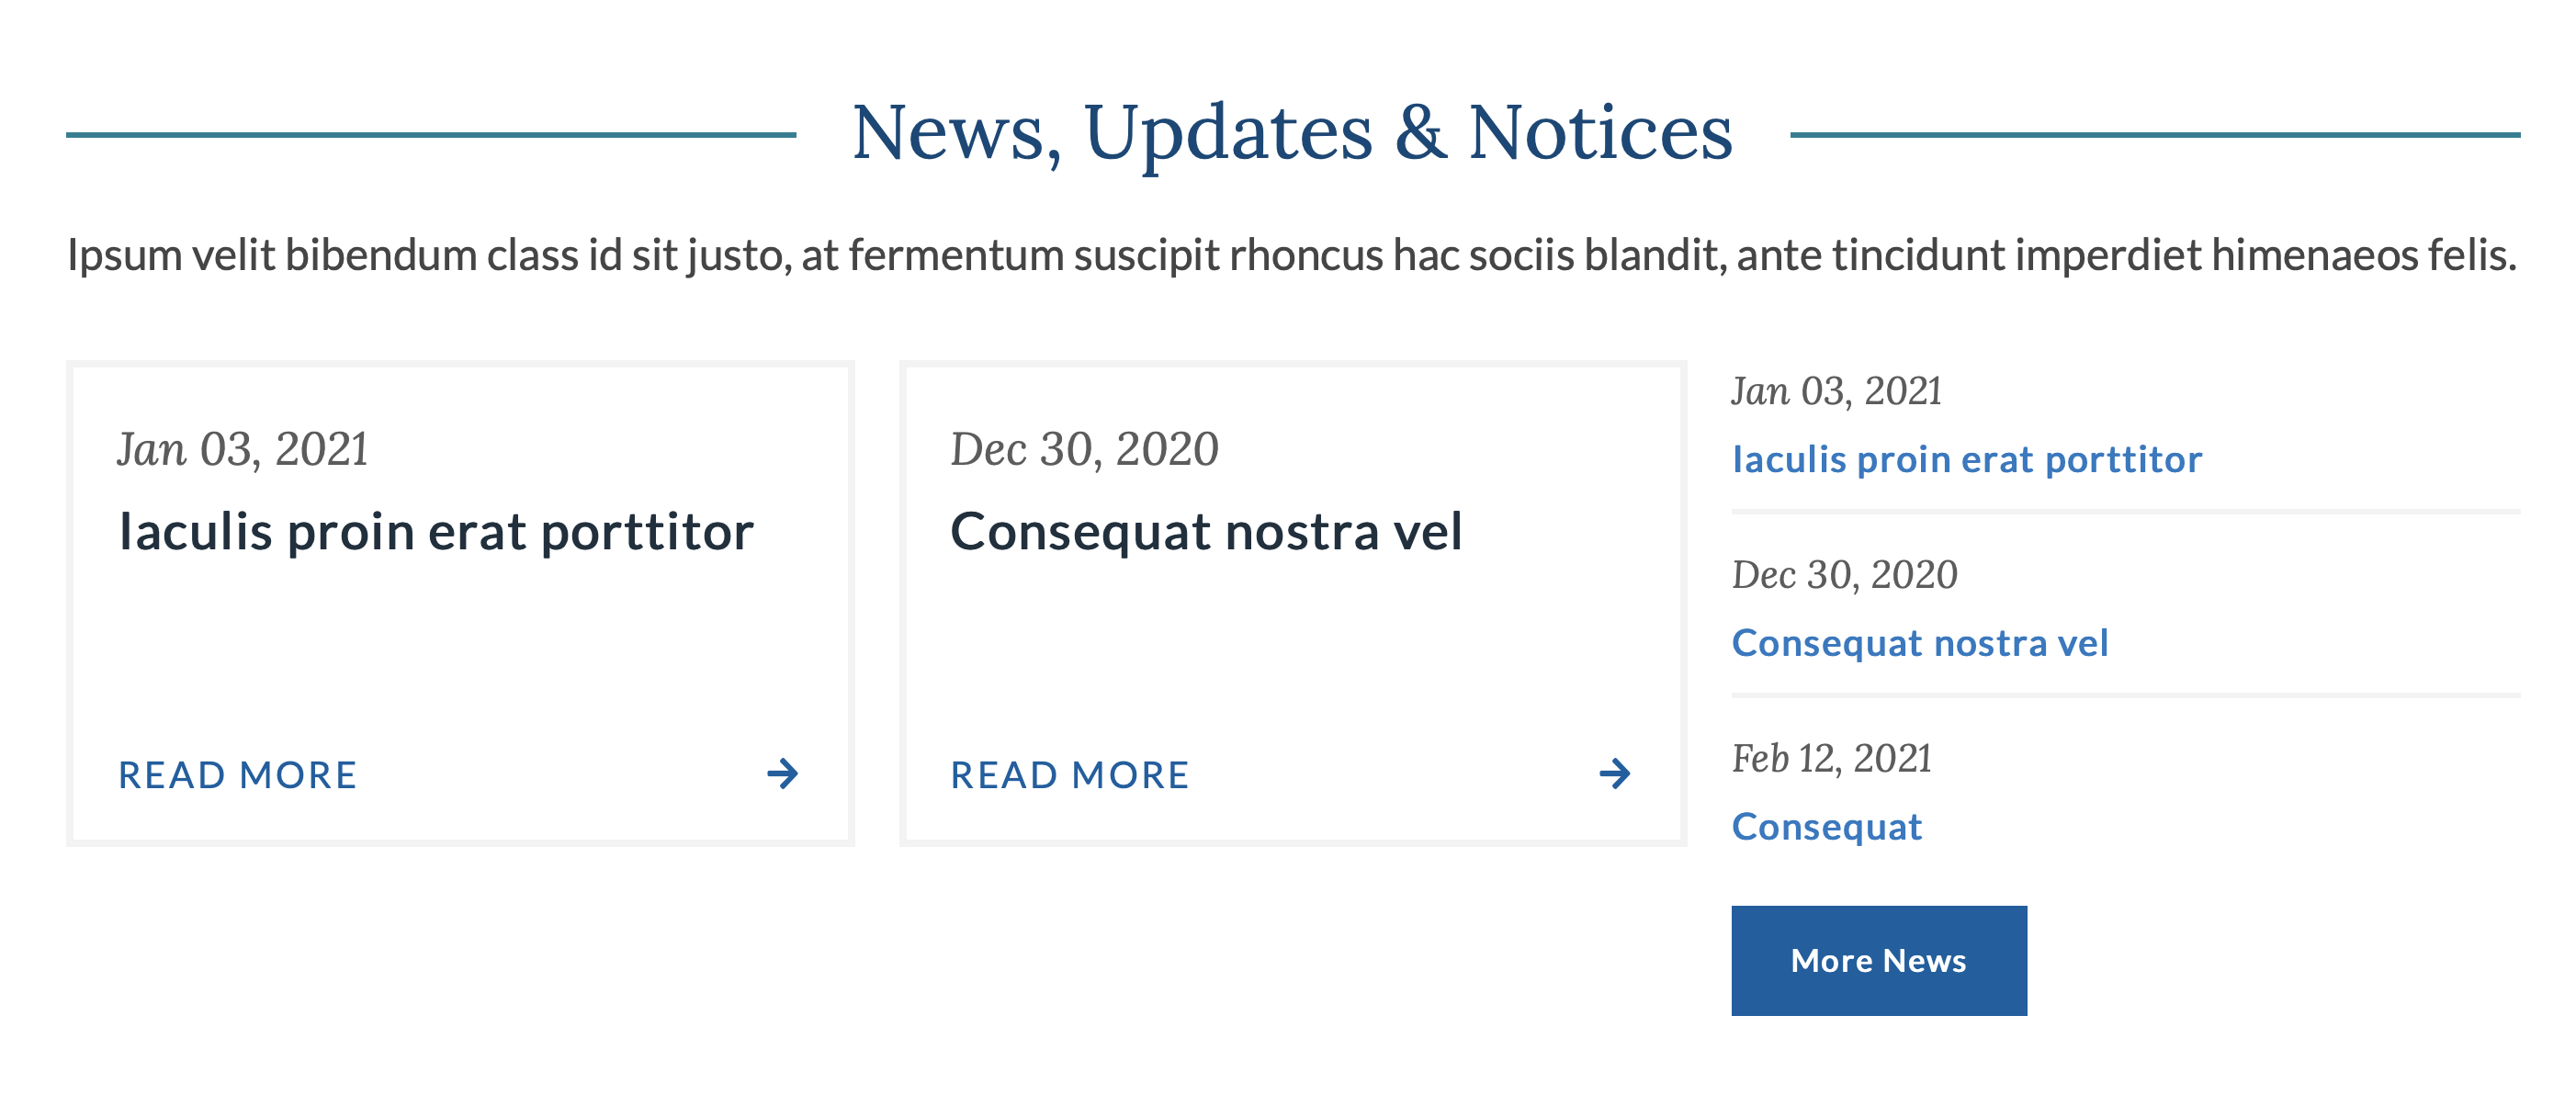 News, Updates & Notices
Ipsum velit bibendum class id sit justo, at fermentum suscipit rhoncus hac sociis blandit, ante tincidunt imperdiet himenaeos felis.
Jan 03, 2021
Iaculis proin erat porttitor
READ MORE
Dec 30, 2020
Consequat nostra vel
READ MORE
Jan 03, 2021
Iaculis proin erat porttitor
Dec 30, 2020
Consequat nostra vel
Feb 12, 2021
Consequat
More News